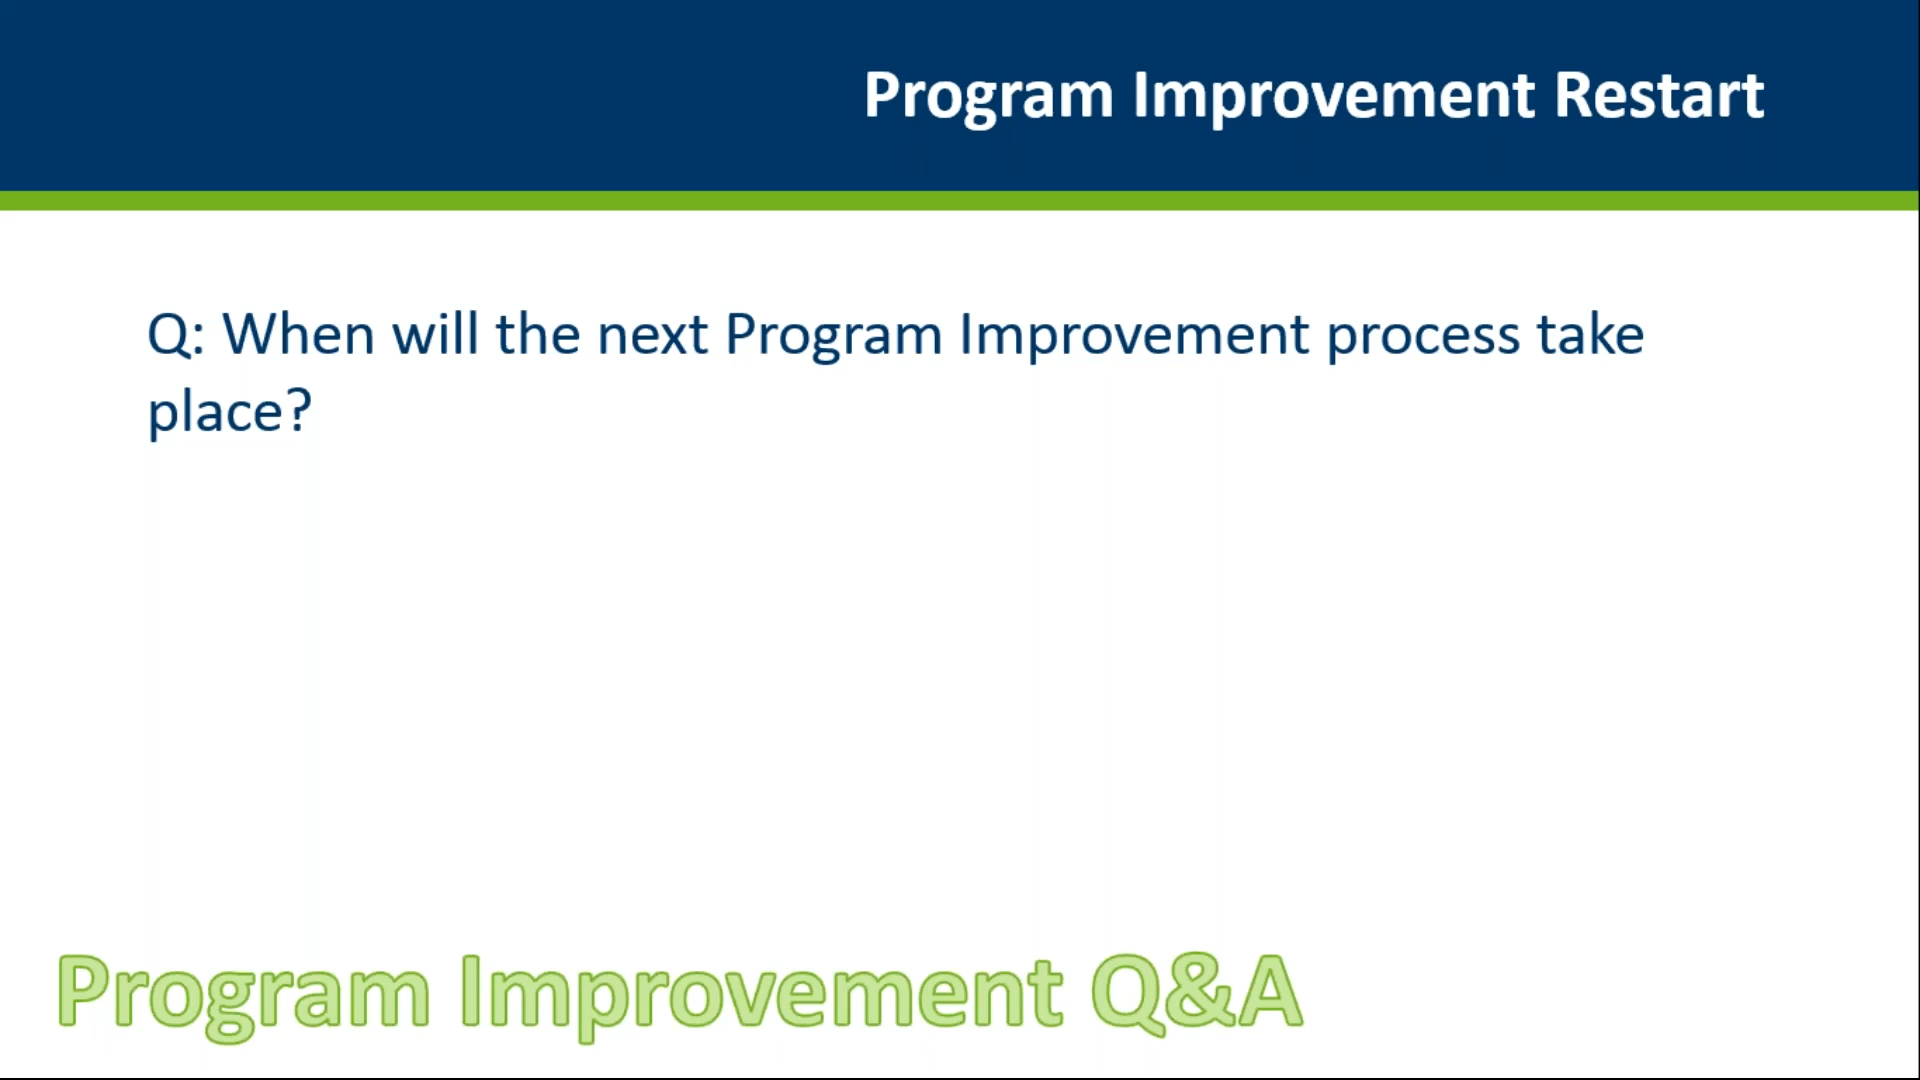 Program Improvement Restart
Q: When will the next Program Improvement process take
place?
Program Improvement Q&A